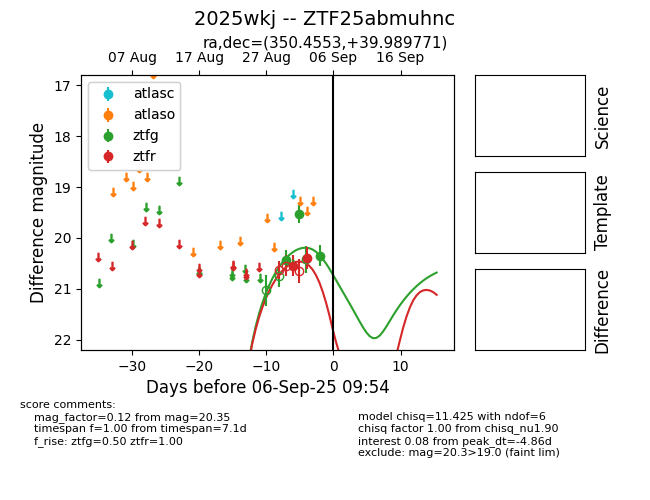 2025wkj -- ZTF25abmuhnc
ra,dec=(350.4553,+39.989771)
07 Aug 17 Aug 27 Aug 06 Sep 16 Sep
17
18
19
20
21
22
Difference magnitude
atlasc
atlaso
ztfg
ztfr
−30 −20 −10 0 10
Days before 06-Sep-25 09:54
Science
Template
Difference
score comments:
mag_factor=0.12 from mag=20.35
timespan f=1.00 from timespan=7.1d
f_rise: ztfg=0.50 ztfr=1.00
model chisq=11.425 with ndof=6
chisq factor 1.00 from chisq_nu1.90
interest 0.08 from peak_dt=-4.86d
exclude: mag=20.3>19.0 (faint lim)